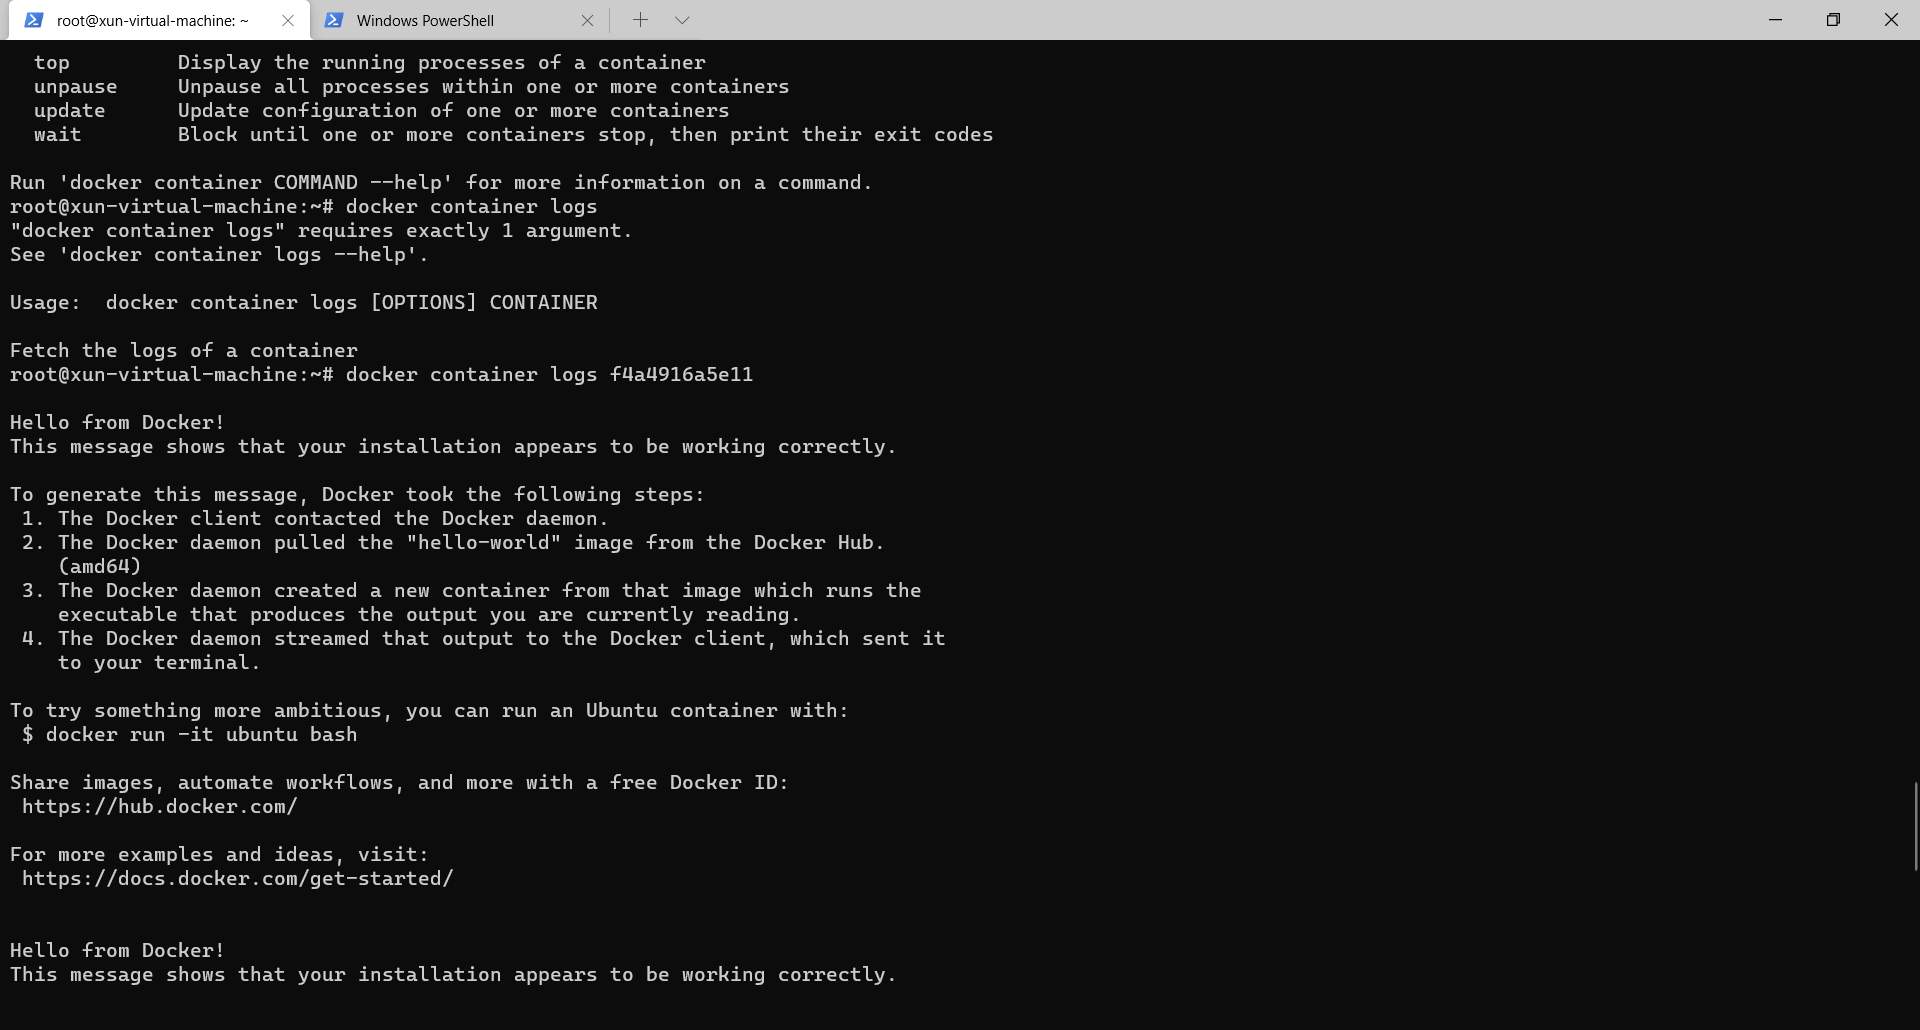 root@xun-virtual-machine: ~
Windows PowerShell
top         Display the running processes of a container
unpause     Unpause all processes within one or more containers
update      Update configuration of one or more containers
wait        Block until one or more containers stop, then print their exit codes
Run 'docker container COMMAND --help' for more information on a command.
root@xun-virtual-machine:~# docker container logs
"docker container logs" requires exactly 1 argument.
See 'docker container logs --help'.
Usage:  docker container logs [OPTIONS] CONTAINER
Fetch the logs of a container
root@xun-virtual-machine:~# docker container logs f4a4916a5e11
Hello from Docker!
This message shows that your installation appears to be working correctly.
To generate this message, Docker took the following steps:
1. The Docker client contacted the Docker daemon.
2. The Docker daemon pulled the "hello-world" image from the Docker Hub.
(amd64)
3. The Docker daemon created a new container from that image which runs the
executable that produces the output you are currently reading.
4. The Docker daemon streamed that output to the Docker client, which sent it
to your terminal.
To try something more ambitious, you can run an Ubuntu container with:
$ docker run -it ubuntu bash
Share images, automate workflows, and more with a free Docker ID:
https://hub.docker.com/
For more examples and ideas, visit:
https://docs.docker.com/get-started/
Hello from Docker!
This message shows that your installation appears to be working correctly.